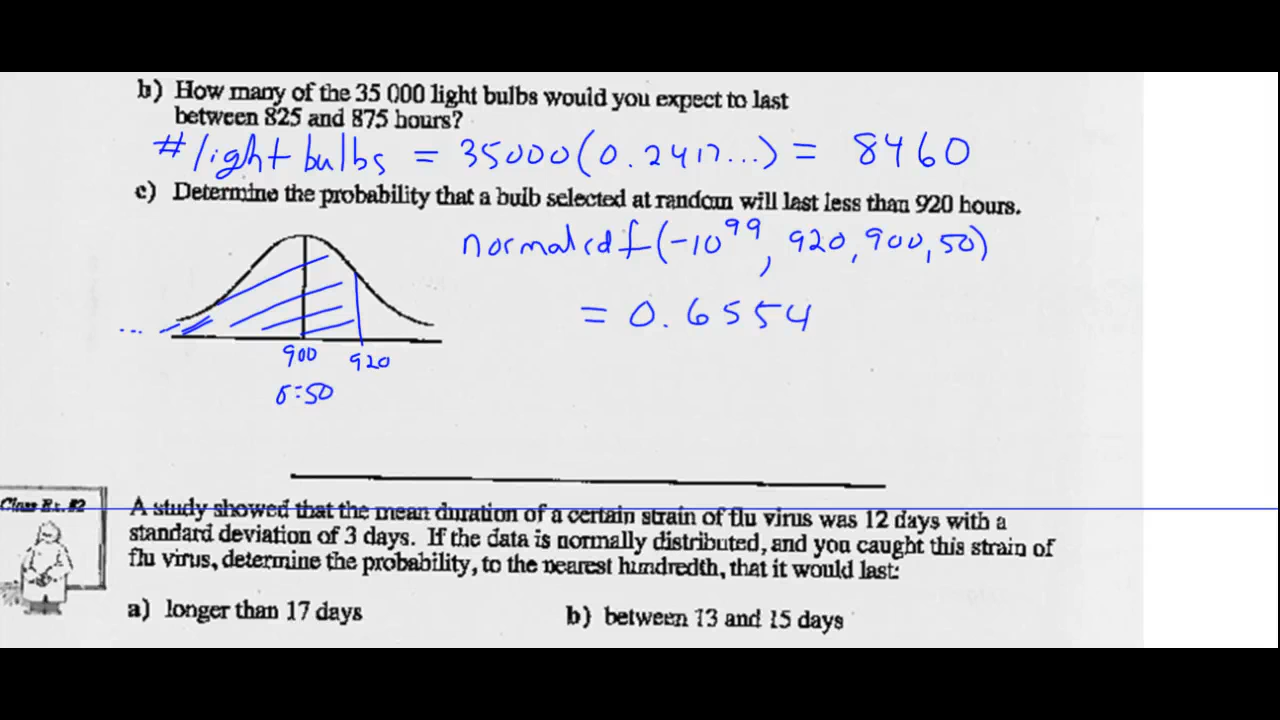 b) How many of the 35 000 light bulbs would you expect to last
between 825 and 875 hours?
# light bulbs = 35000(0.2417...) = 8460
c) Determine the probability that a bulb selected at random will last less than 920 hours.
normalcdf(-10^99, 920, 900, 50)
= 0.6554
...
900
920
σ=50
Class Ex. #2
A study showed that the mean duration of a certain strain of flu virus was 12 days with a
standard deviation of 3 days. If the data is normally distributed, and you caught this strain of
flu virus, determine the probability, to the nearest hundredth, that it would last:
a) longer than 17 days
b) between 13 and 15 days